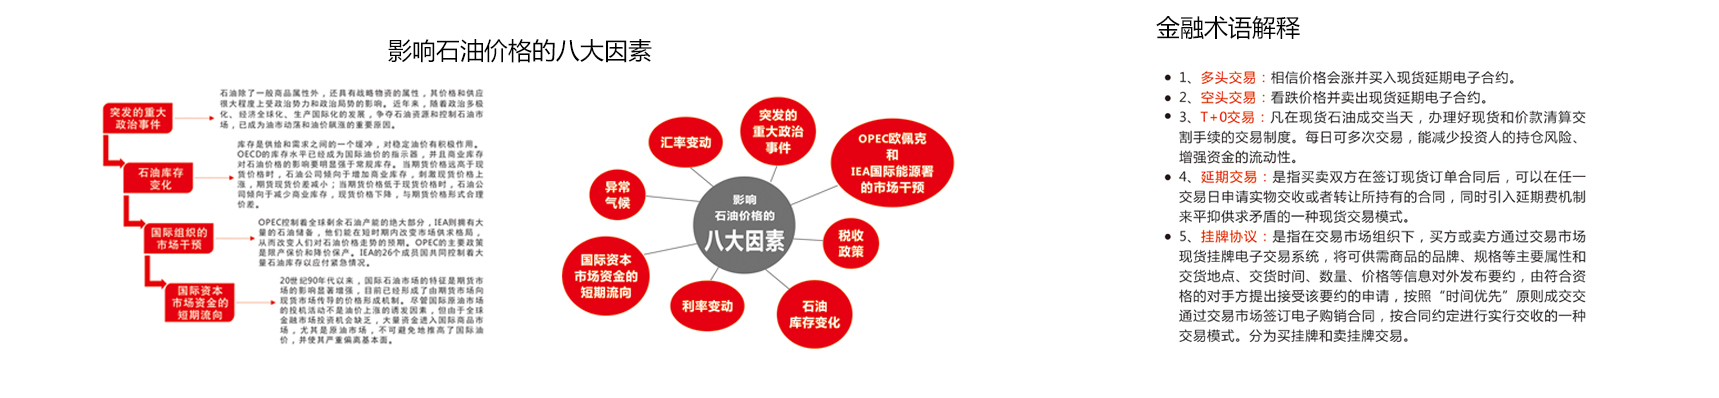 影响石油价格的八大因素
突发的重大
政治事件
石油除了一般商品属性外，还具有战略物资的属性，其价格和供应
很大程度上受政治势力和政治局势的影响。近年来，随着政治多极
化、经济全球化、生产国际化的发展，争夺石油资源和控制石油市
场，已成为油市动荡和油价飙涨的重要原因。
石油库存
变化
库存是供给和需求之间的一个缓冲，对稳定油价有积极作用。
OECD的库存水平已经成为国际油价的指示器，并且商业库存
对石油价格的影响要明显强于常规库存。当期货价格远高于现
货价格时，石油公司倾向于增加商业库存，刺激现货价格上
涨，期货现货价差减小；当期货价格低于现货价格时，石油公
司倾向于减少商业库存，现货价格下降，与期货价格形式合理
价差。
国际组织的
市场干预
OPEC控制着全球剩余石油产能的绝大部分，IEA则拥有大
量的石油储备，他们能在短时期内改变市场供求格局，
从而改变人们对石油价格走势的预期。OPEC的主要政策
是限产保价和降价保产。IEA的26个成员国共同控制着大
量石油库存以应付紧急情况。
国际资本
市场资金的
短期流向
20世纪90年代以来，国际石油市场的特征是期货市
场的影响显著增强，目前已经形成了由期货市场向
现货市场传导的价格形成机制。尽管国际原油市场
的投机活动不是油价上涨的诱发因素，但由于全球
金融市场投资机会缺乏，大量资金进入国际商品市
场，尤其是原油市场，不可避免地推高了国际油
价，并使其严重偏离基本面。
突发的
重大政治
事件
汇率变动
OPEC欧佩克
和
IEA国际能源署
的市场干预
异常
气候
影响
石油价格的
八大因素
税收
政策
国际资本
市场资金的
短期流向
利率变动
石油
库存变化
金融术语解释
● 1、多头交易：相信价格会涨并买入现货延期电子合约。
● 2、空头交易：看跌价格并卖出现货延期电子合约。
● 3、T+0交易：凡在现货石油成交当天，办理好现货和价款清算交
割手续的交易制度。每日可多次交易，能减少投资人的持仓风险、
增强资金的流动性。
● 4、延期交易：是指买卖双方在签订现货订单合同后，可以在任一
交易日申请实物交收或者转让所持有的合同，同时引入延期费机制
来平抑供求矛盾的一种现货交易模式。
● 5、挂牌协议：是指在交易市场组织下，买方或卖方通过交易市场
现货挂牌电子交易系统，将可供需商品的品牌、规格等主要属性和
交货地点、交货时间、数量、价格等信息对外发布要约，由符合资
格的对手方提出接受该要约的申请，按照“时间优先”原则成交交
通过交易市场签订电子购销合同，按合同约定进行实行交收的一种
交易模式。分为买挂牌和卖挂牌交易。